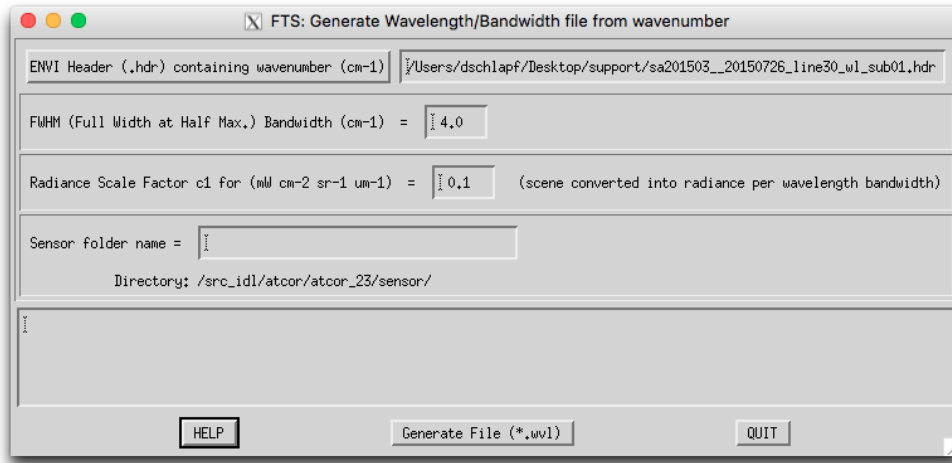 FTS: Generate Wavelength/Bandwidth file from wavenumber
ENVI Header (.hdr) containing wavenumber (cm-1) /Users/dschlapf/Desktop/support/sa201503__20150726_line30_wl_sub01.hdr
FWHM (Full Width at Half Max.) Bandwidth (cm-1) = 4.0
Radiance Scale Factor c1 for (mW cm-2 sr-1 um-1) = 0.1 (scene converted into radiance per wavelength bandwidth)
Sensor folder name =
Directory: /src_idl/atcor/atcor_23/sensor/
HELP Generate File (*.wvl) QUIT